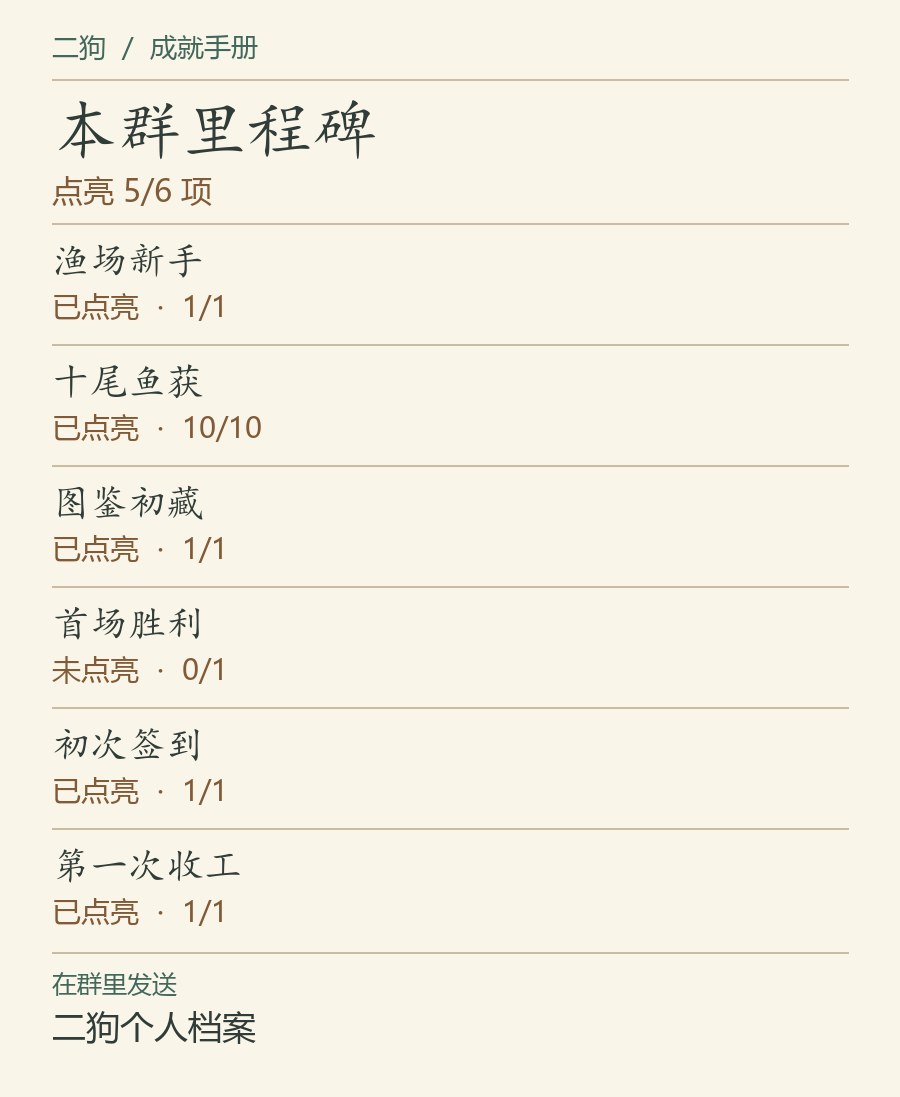 二狗 / 成就手册
本群里程碑
点亮 5/6 项
渔场新手
已点亮 · 1/1
十尾鱼获
已点亮 · 10/10
图鉴初藏
已点亮 · 1/1
首场胜利
未点亮 · 0/1
初次签到
已点亮 · 1/1
第一次收工
已点亮 · 1/1
在群里发送
二狗个人档案